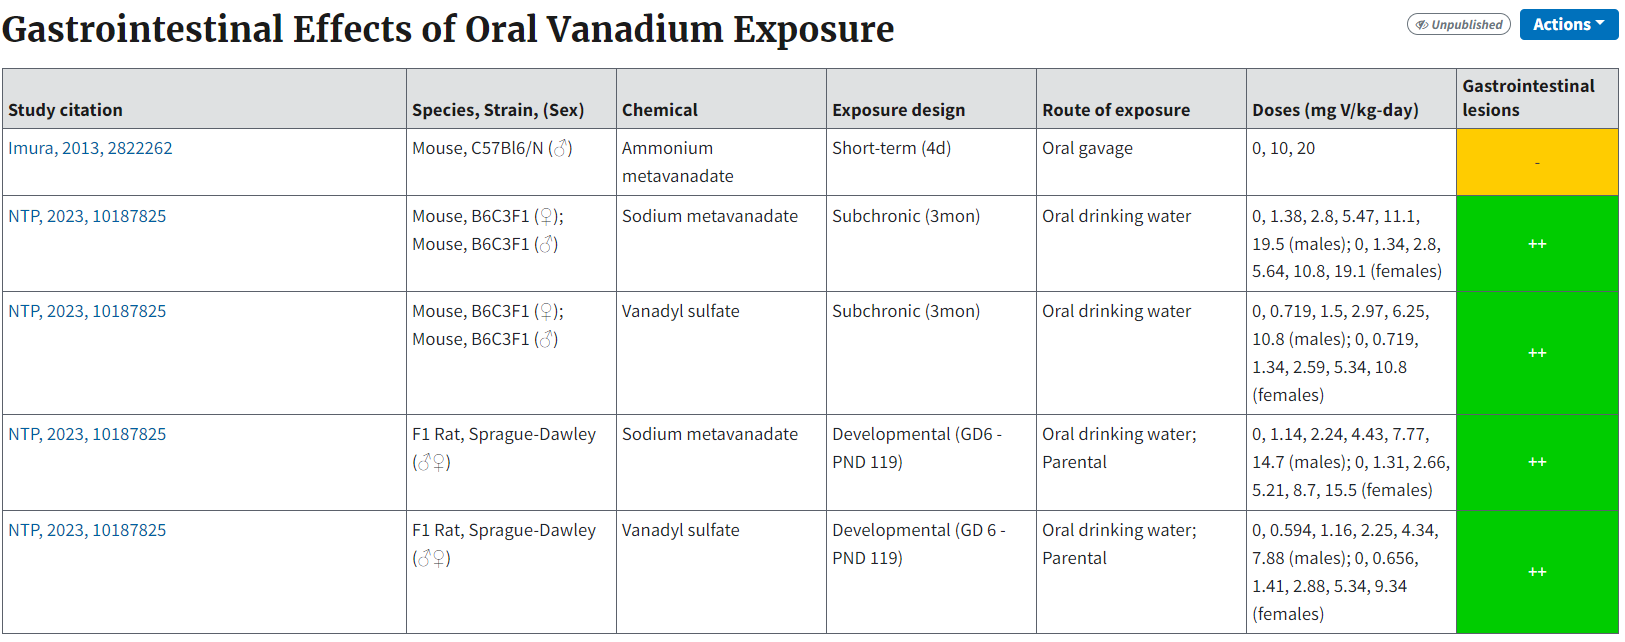 Gastrointestinal Effects of Oral Vanadium Exposure
Unpublished
Actions
Study citation
Species, Strain, (Sex)
Chemical
Exposure design
Route of exposure
Doses (mg V/kg-day)
Gastrointestinal
lesions
Imura, 2013, 2822262
Mouse, C57Bl6/N (♂)
Ammonium
metavanadate
Short-term (4d)
Oral gavage
0, 10, 20
-
NTP, 2023, 10187825
Mouse, B6C3F1 (♀);
Mouse, B6C3F1 (♂)
Sodium metavanadate
Subchronic (3mon)
Oral drinking water
0, 1.38, 2.8, 5.47, 11.1,
19.5 (males); 0, 1.34, 2.8,
5.64, 10.8, 19.1 (females)
++
NTP, 2023, 10187825
Mouse, B6C3F1 (♀);
Mouse, B6C3F1 (♂)
Vanadyl sulfate
Subchronic (3mon)
Oral drinking water
0, 0.719, 1.5, 2.97, 6.25,
10.8 (males); 0, 0.719,
1.34, 2.59, 5.34, 10.8
(females)
++
NTP, 2023, 10187825
F1 Rat, Sprague-Dawley
(♂♀)
Sodium metavanadate
Developmental (GD6 -
PND 119)
Oral drinking water;
Parental
0, 1.14, 2.24, 4.43, 7.77,
14.7 (males); 0, 1.31, 2.66,
5.21, 8.7, 15.5 (females)
++
NTP, 2023, 10187825
F1 Rat, Sprague-Dawley
(♂♀)
Vanadyl sulfate
Developmental (GD 6 -
PND 119)
Oral drinking water;
Parental
0, 0.594, 1.16, 2.25, 4.34,
7.88 (males); 0, 0.656,
1.41, 2.88, 5.34, 9.34
(females)
++